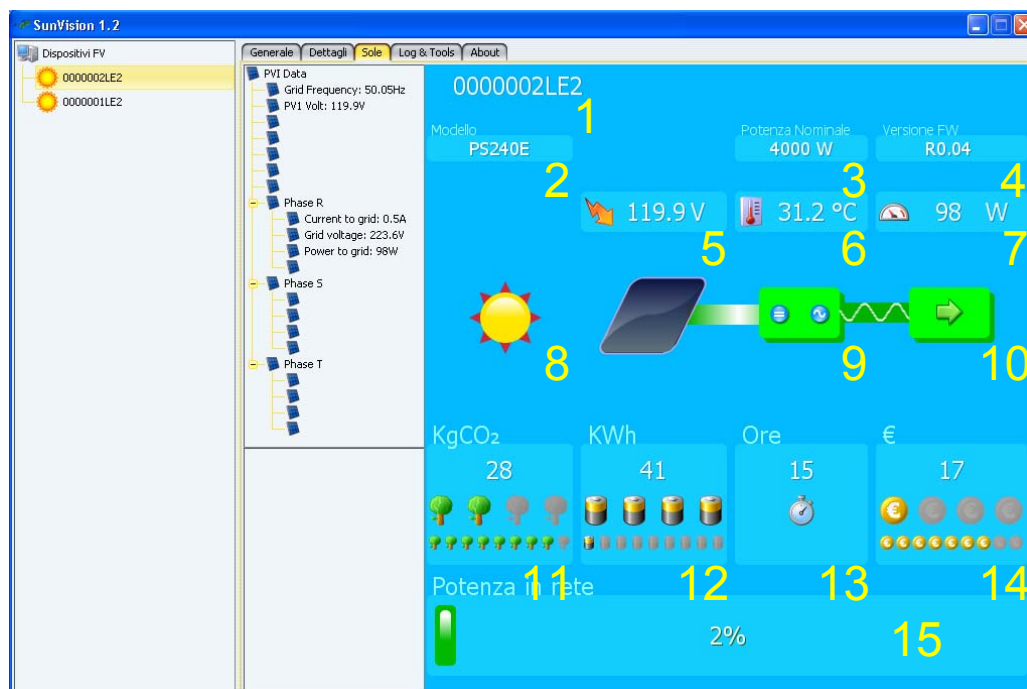 SunVision 1.2
Dispositivi FV
0000002LE2
0000001LE2
Generale Dettagli Sole Log & Tools About
PVI Data
Grid Frequency: 50.05Hz
PV1 Volt: 119.9V
Phase R
Current to grid: 0.5A
Grid voltage: 223.6V
Power to grid: 98W
Phase S
Phase T
0000002LE2
1
Modello Potenza Nominale Versione FW
PS240E 4000 W R0.04
2 3 4
119.9 V 31.2 °C 98 W
5 6 7
8 9 10
KgCO₂ KWh Ore €
28 41 15 17
11 12 13 14
Potenza in rete
2%
15